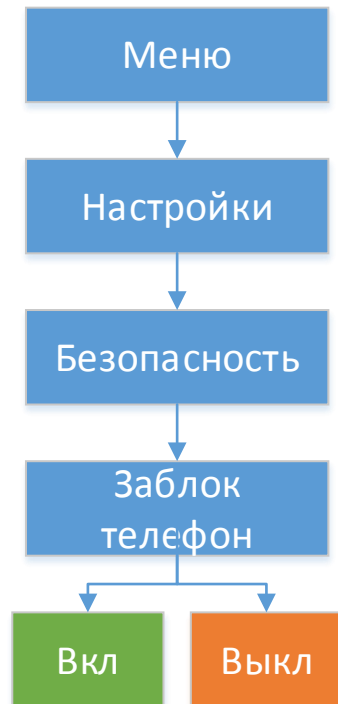 Меню
Настройки
Безопасность
Заблок
телефон
Вкл
Выкл